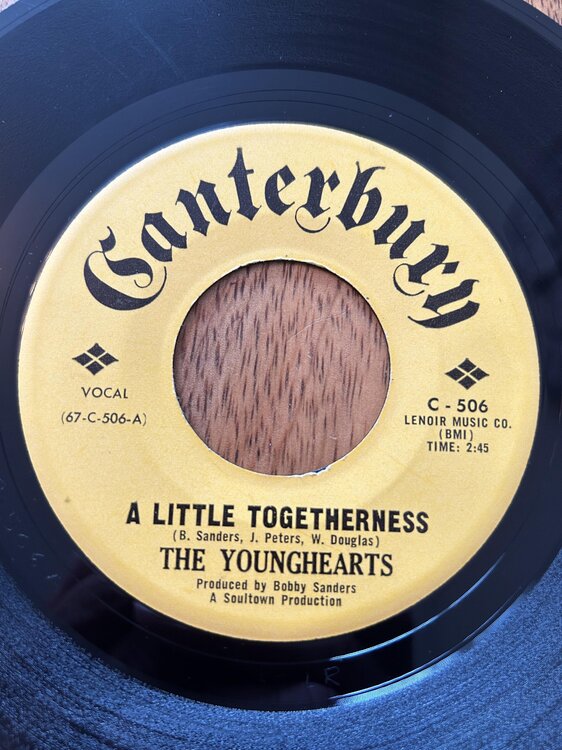 Canterbury
VOCAL
(67-C-506-A)
C - 506
LENOIR MUSIC CO.
(BMI)
TIME: 2:45
A LITTLE TOGETHERNESS
(B. Sanders, J. Peters, W. Douglas)
THE YOUNGHEARTS
Produced by Bobby Sanders
A Soultown Production